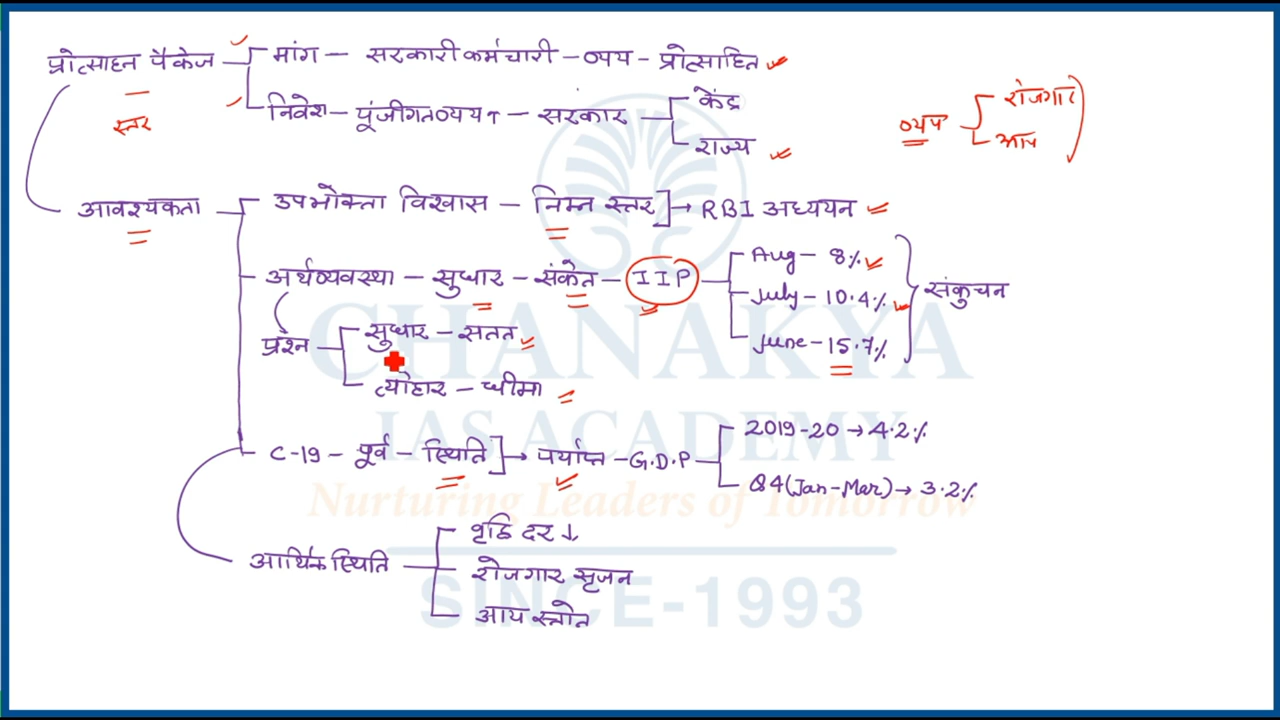 प्रोत्साहन पैकेज
मांग - सरकारी कर्मचारी - व्यय - प्रोत्साहित
निवेश - पूंजीगत व्यय ↑ - सरकार
केंद्र
राज्य
स्तर
व्यय
रोजगार
आय
आवश्यकता
उपभोक्ता विश्वास - निम्न स्तर → RBI अध्ययन
अर्थव्यवस्था - सुधार - संकेत - IIP
Aug - 8%
July - 10.4%
June - 15.7%
संकुचन
प्रश्न
सुधार - सतत
त्योहार - धीमा
C-19 - पूर्व - स्थिति → पर्याप्त - G.D.P
2019-20 → 4.2%
Q4 (Jan-Mar) → 3.2%
आर्थिक स्थिति
वृद्धि दर ↓
रोजगार सृजन
आय स्त्रोत
CHANAKYA
IAS ACADEMY
Nurturing Leaders of Tomorrow
SINCE-1993